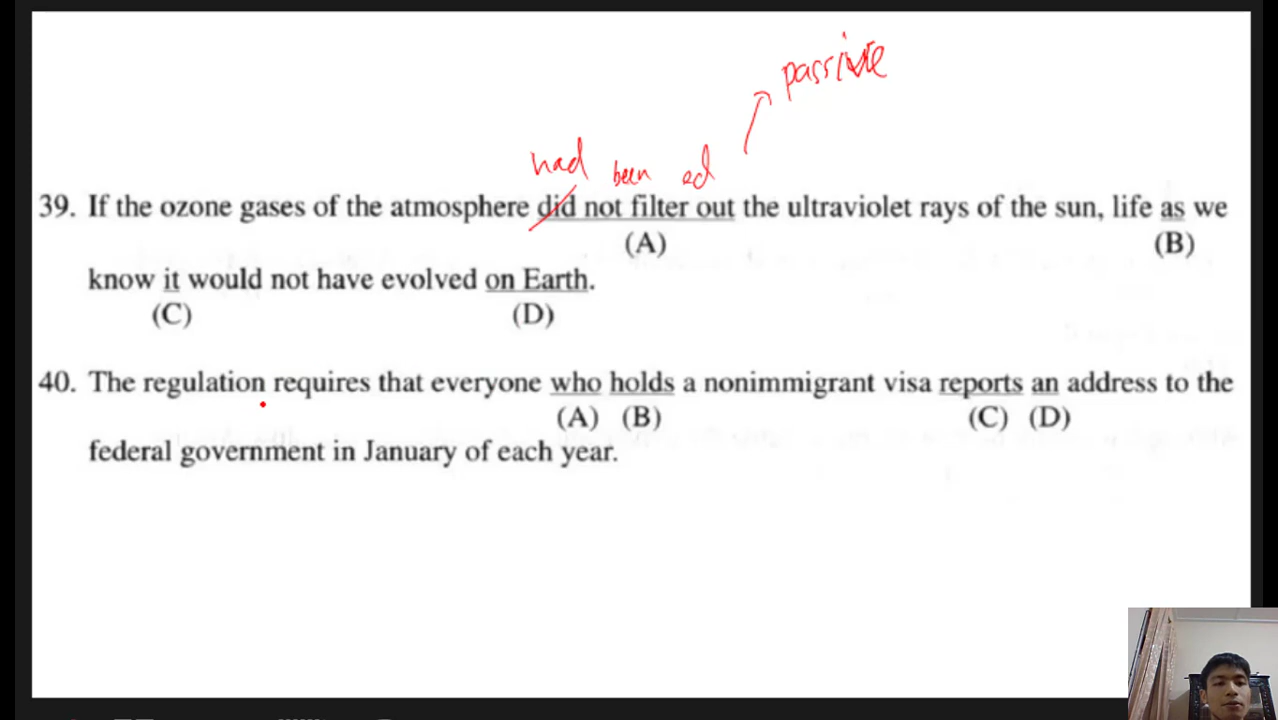 passive
had been ed
39. If the ozone gases of the atmosphere did not filter out the ultraviolet rays of the sun, life as we
(A) (B)
know it would not have evolved on Earth.
(C) (D)
40. The regulation requires that everyone who holds a nonimmigrant visa reports an address to the
(A) (B) (C) (D)
federal government in January of each year.